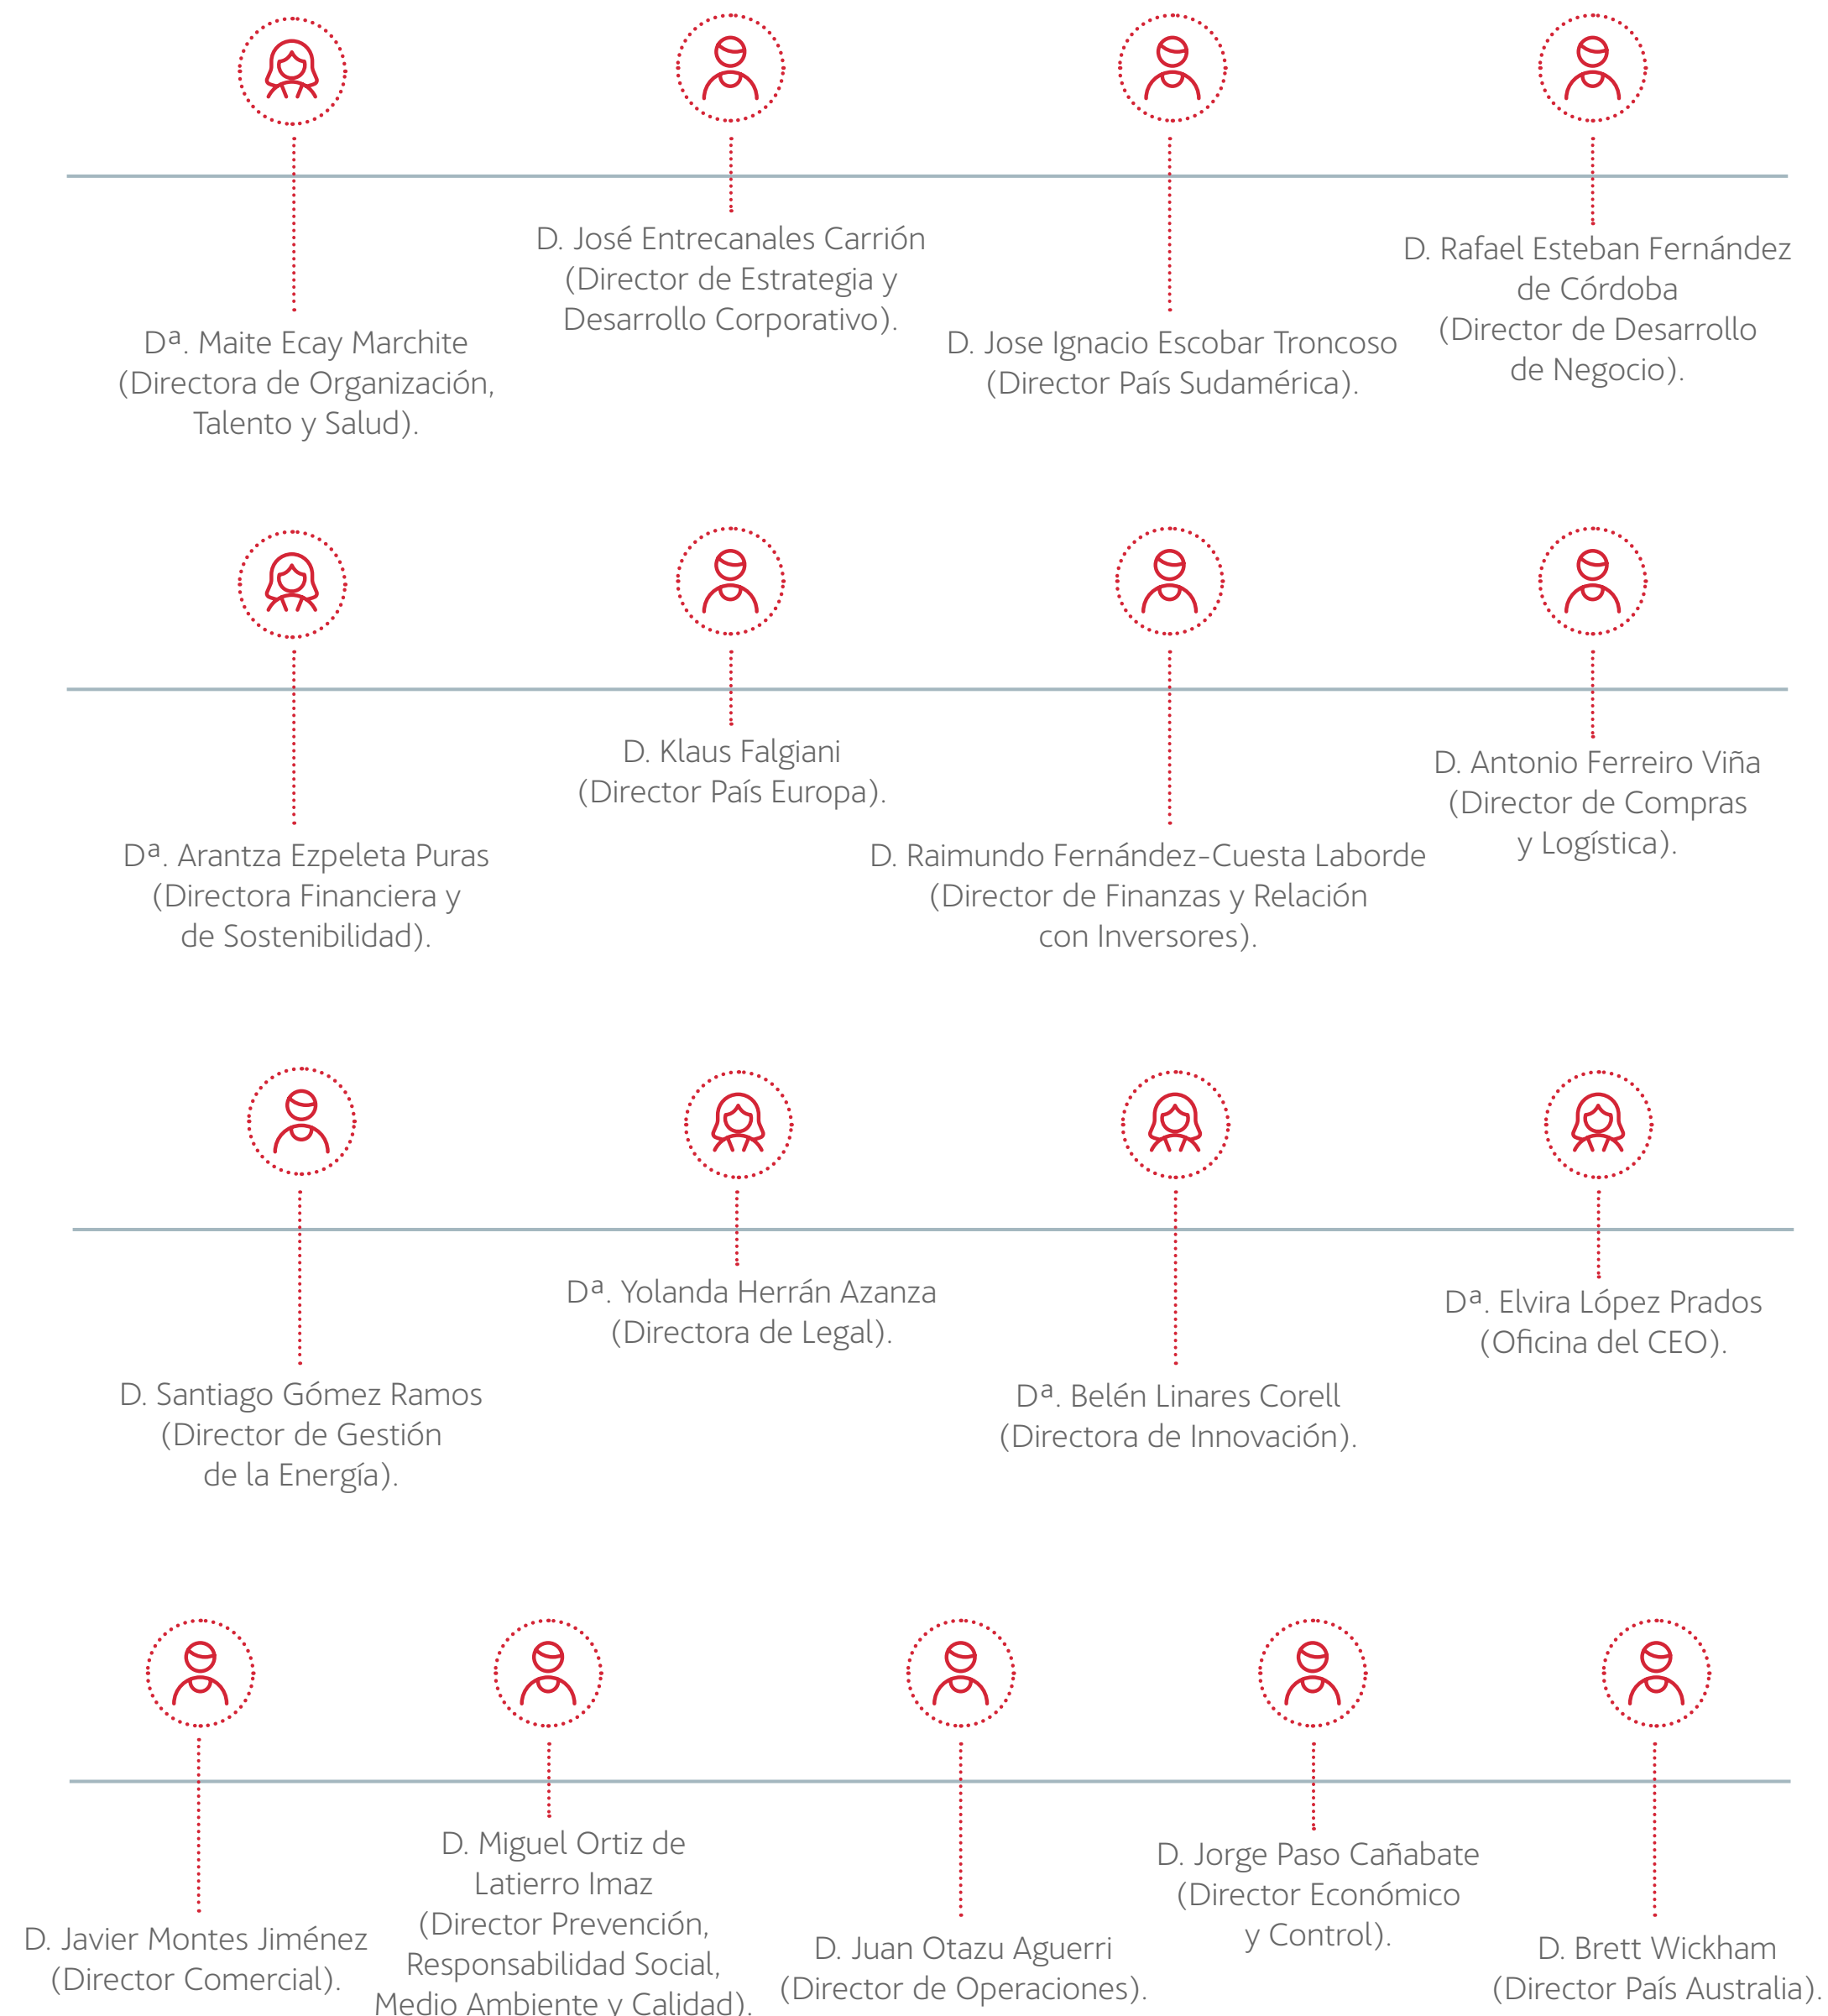 Dª. Maite Ecay Marchite
(Directora de Organización,
Talento y Salud).
D. José Entrecanales Carrión
(Director de Estrategia y
Desarrollo Corporativo).
D. Jose Ignacio Escobar Troncoso
(Director País Sudamérica).
D. Rafael Esteban Fernández
de Córdoba
(Director de Desarrollo
de Negocio).
Dª. Arantza Ezpeleta Puras
(Directora Financiera y
de Sostenibilidad).
D. Klaus Falgiani
(Director País Europa).
D. Raimundo Fernández-Cuesta Laborde
(Director de Finanzas y Relación
con Inversores).
D. Antonio Ferreiro Viña
(Director de Compras
y Logística).
D. Santiago Gómez Ramos
(Director de Gestión
de la Energía).
Dª. Yolanda Herrán Azanza
(Directora de Legal).
Dª. Belén Linares Corell
(Directora de Innovación).
Dª. Elvira López Prados
(Oficina del CEO).
D. Javier Montes Jiménez
(Director Comercial).
D. Miguel Ortiz de
Latierro Imaz
(Director Prevención,
Responsabilidad Social,
Medio Ambiente y Calidad).
D. Juan Otazu Aguerri
(Director de Operaciones).
D. Jorge Paso Cañabate
(Director Económico
y Control).
D. Brett Wickham
(Director País Australia).